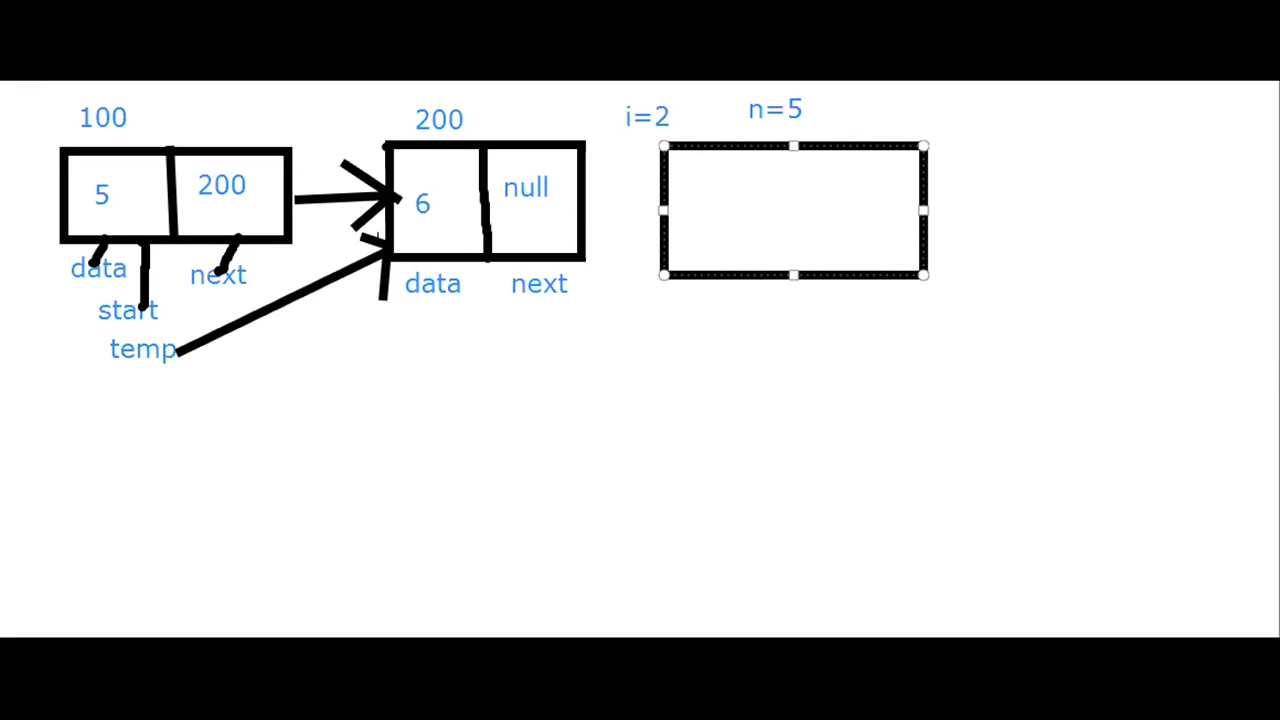 100
200
i=2
n=5
5
200
6
null
data
next
data
next
start
temp